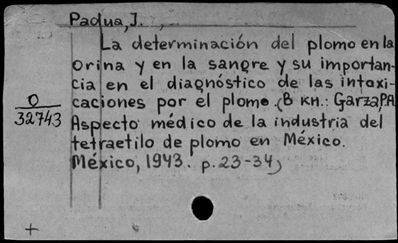 Padua, J.
La determinación del plomo en la
orina y en la sangre y su importan-
cia en el diagnóstico de las intoxi-
caciones por el plomo. (В кн.: Garza, P.A.
O
32743
Aspecto médico de la industria del
tetraetilo de plomo en México.
México, 1943. p. 23-34)
+